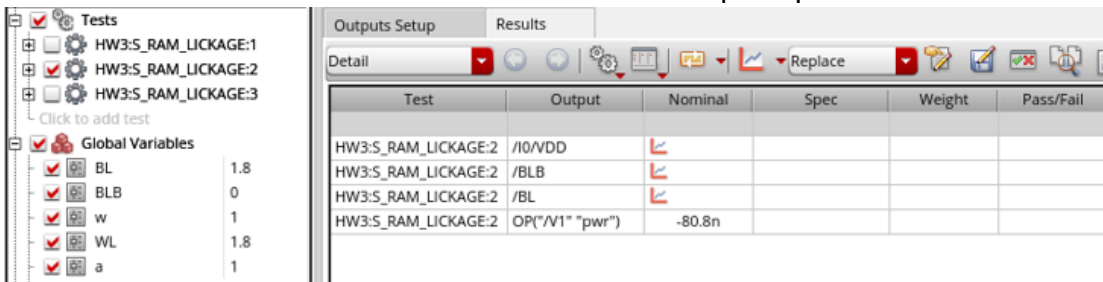 Tests
HW3:S_RAM_LICKAGE:1
HW3:S_RAM_LICKAGE:2
HW3:S_RAM_LICKAGE:3
Click to add test
Global Variables
BL 1.8
BLB 0
w 1
WL 1.8
a 1
Outputs Setup Results
Detail Replace
Test Output Nominal Spec Weight Pass/Fail
HW3:S_RAM_LICKAGE:2 /I0/VDD
HW3:S_RAM_LICKAGE:2 /BLB
HW3:S_RAM_LICKAGE:2 /BL
HW3:S_RAM_LICKAGE:2 OP("/V1" "pwr") -80.8n